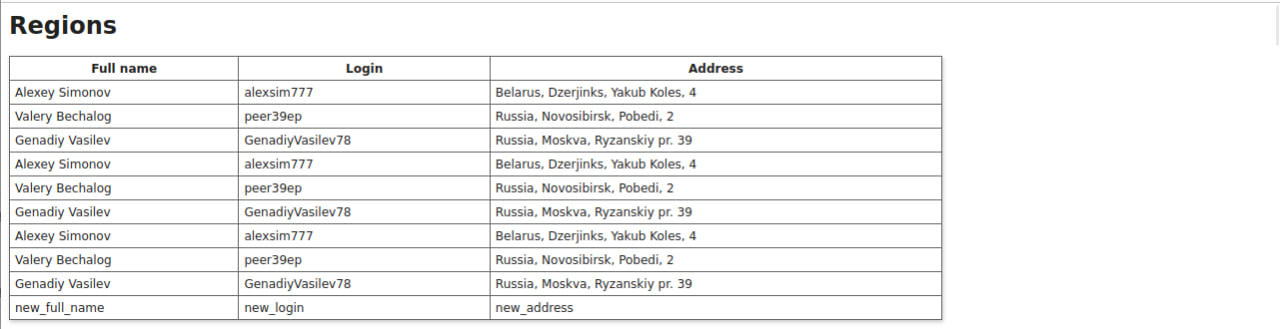 Regions
Full name Login Address
Alexey Simonov alexsim777 Belarus, Dzerjinks, Yakub Koles, 4
Valery Bechalog peer39ep Russia, Novosibirsk, Pobedi, 2
Genadiy Vasilev GenadiyVasilev78 Russia, Moskva, Ryzanskiy pr. 39
Alexey Simonov alexsim777 Belarus, Dzerjinks, Yakub Koles, 4
Valery Bechalog peer39ep Russia, Novosibirsk, Pobedi, 2
Genadiy Vasilev GenadiyVasilev78 Russia, Moskva, Ryzanskiy pr. 39
Alexey Simonov alexsim777 Belarus, Dzerjinks, Yakub Koles, 4
Valery Bechalog peer39ep Russia, Novosibirsk, Pobedi, 2
Genadiy Vasilev GenadiyVasilev78 Russia, Moskva, Ryzanskiy pr. 39
new_full_name new_login new_address